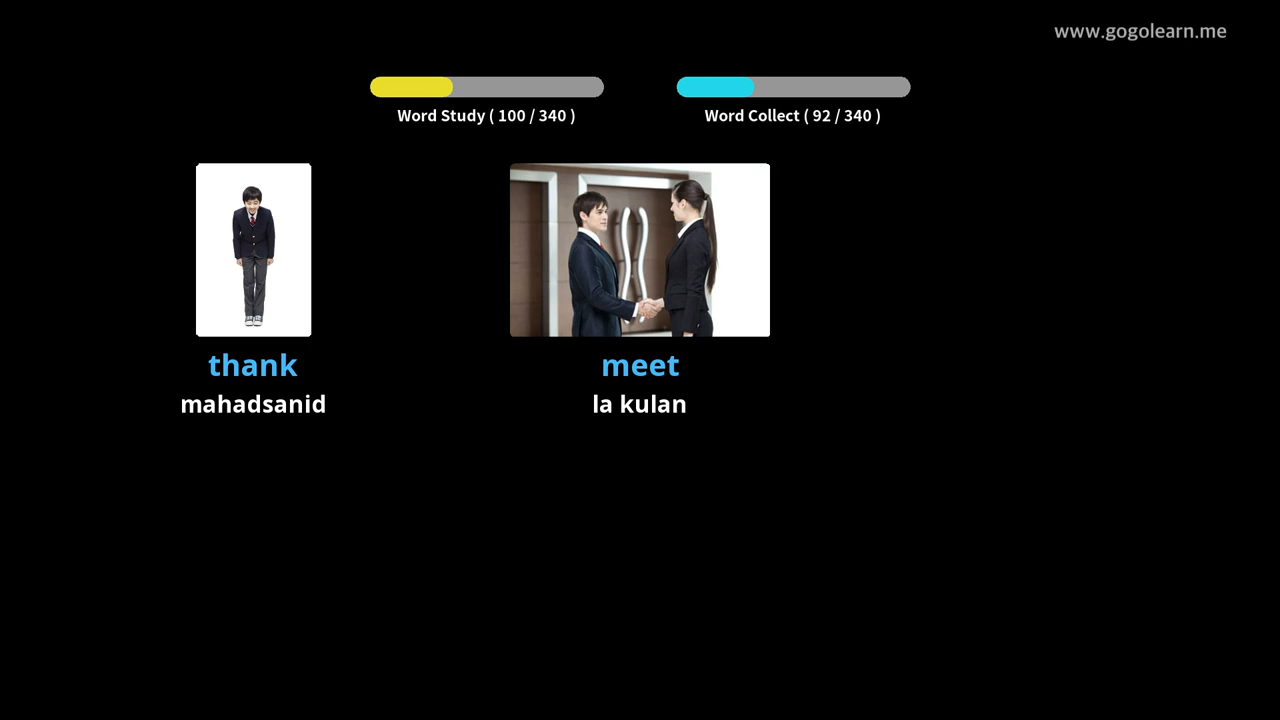 www.gogolearn.me
Word Study ( 100 / 340 )
Word Collect ( 92 / 340 )
thank
mahadsanid
meet
la kulan